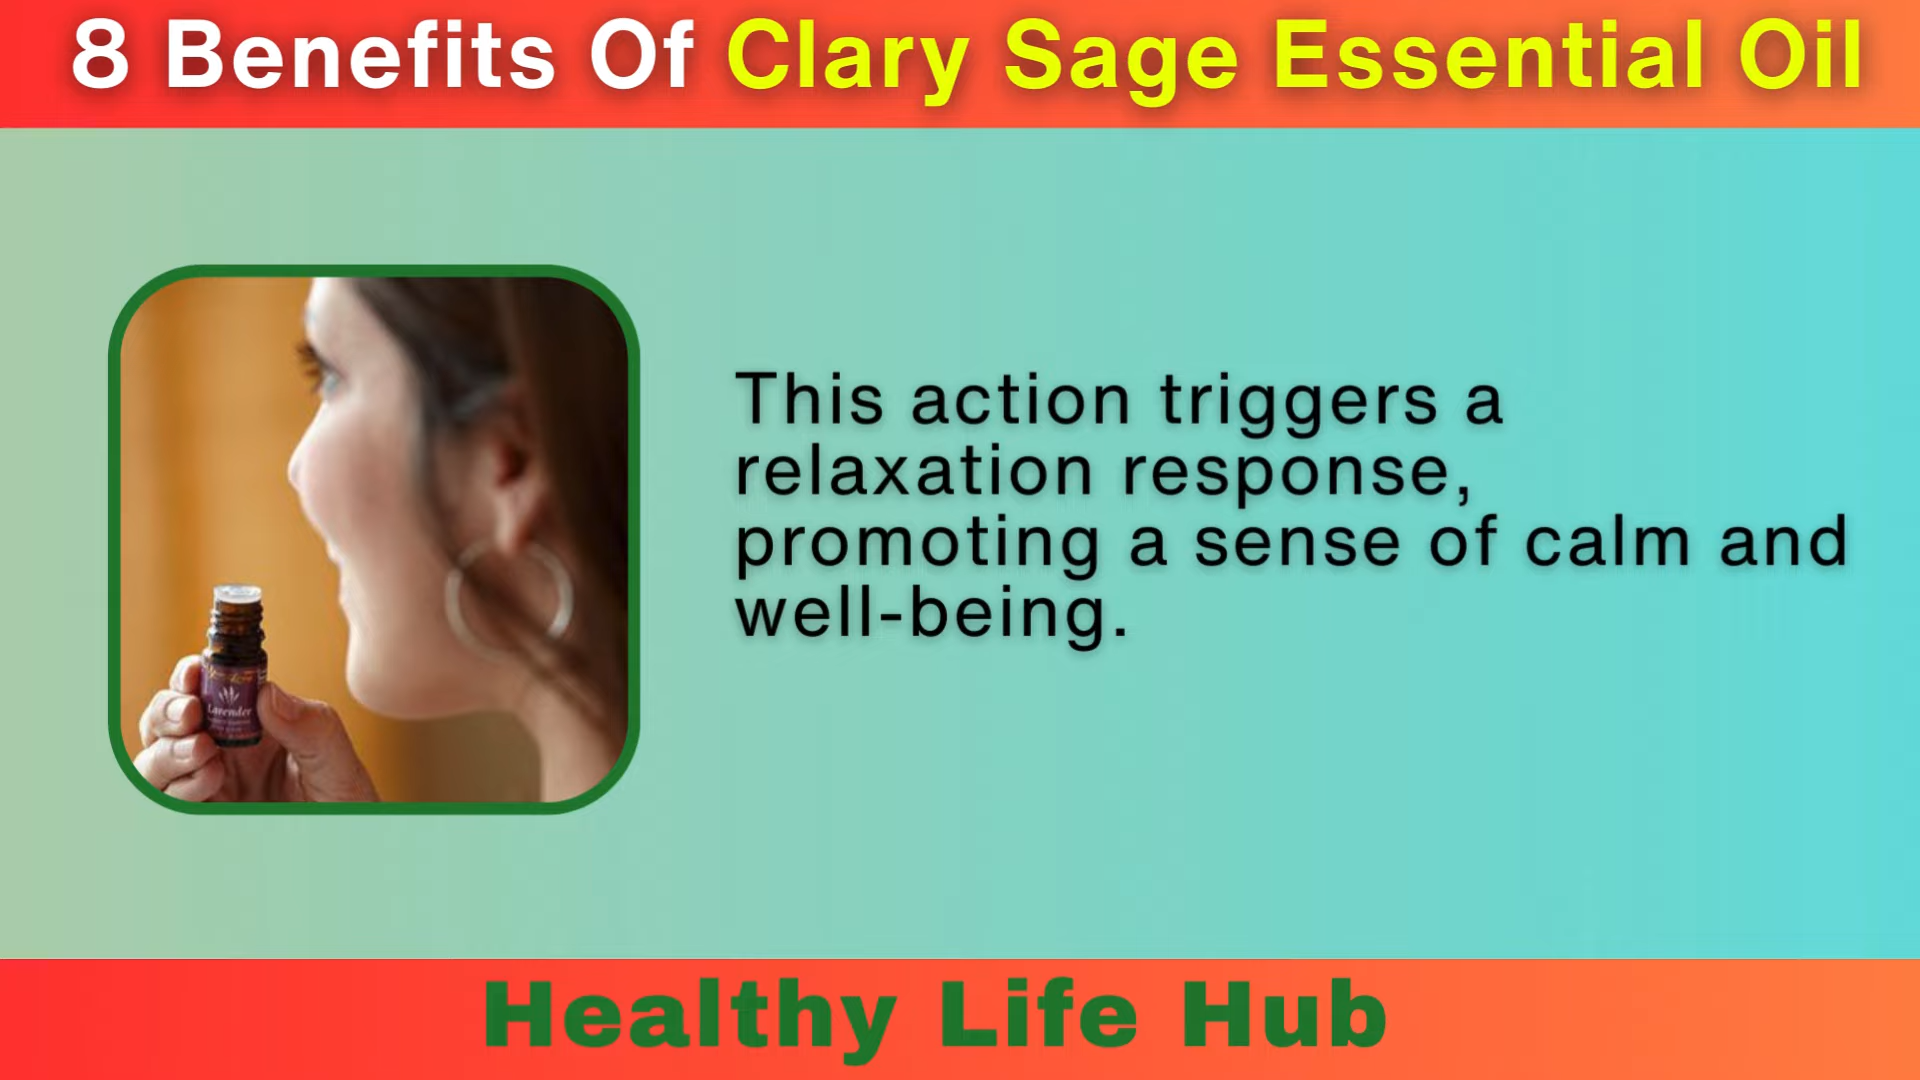 8 Benefits Of Clary Sage Essential Oil
This action triggers a
relaxation response,
promoting a sense of calm and
well-being.
Lavender
Healthy Life Hub